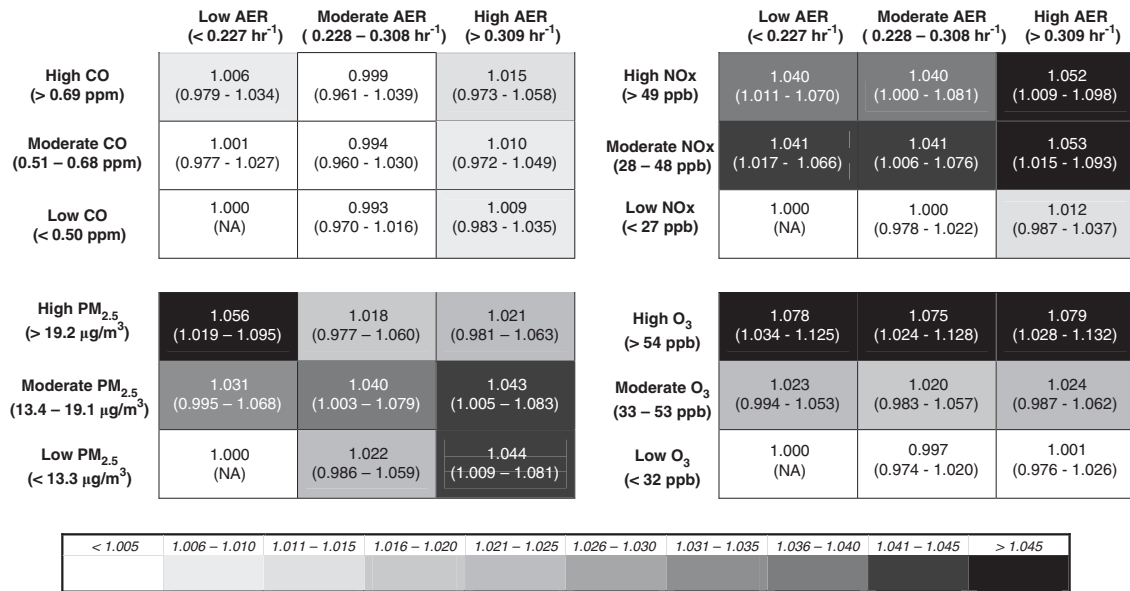 Low AER Moderate AER High AER
(< 0.227 hr⁻¹) ( 0.228 – 0.308 hr⁻¹) (> 0.309 hr⁻¹)
High CO 1.006 0.999 1.015
(> 0.69 ppm) (0.979 - 1.034) (0.961 - 1.039) (0.973 - 1.058)
Moderate CO 1.001 0.994 1.010
(0.51 – 0.68 ppm) (0.977 - 1.027) (0.960 - 1.030) (0.972 - 1.049)
Low CO 1.000 0.993 1.009
(< 0.50 ppm) (NA) (0.970 - 1.016) (0.983 - 1.035)
Low AER Moderate AER High AER
(< 0.227 hr⁻¹) ( 0.228 – 0.308 hr⁻¹) (> 0.309 hr⁻¹)
High NOx 1.040 1.040 1.052
(> 49 ppb) (1.011 - 1.070) (1.000 - 1.081) (1.009 - 1.098)
Moderate NOx 1.041 1.041 1.053
(28 – 48 ppb) (1.017 - 1.066) (1.006 - 1.076) (1.015 - 1.093)
Low NOx 1.000 1.000 1.012
(< 27 ppb) (NA) (0.978 - 1.022) (0.987 - 1.037)
High PM₂.₅ 1.056 1.018 1.021
(> 19.2 µg/m³) (1.019 – 1.095) (0.977 – 1.060) (0.981 – 1.063)
Moderate PM₂.₅ 1.031 1.040 1.043
(13.4 – 19.1 µg/m³) (0.995 – 1.068) (1.003 – 1.079) (1.005 – 1.083)
Low PM₂.₅ 1.000 1.022 1.044
(< 13.3 µg/m³) (NA) (0.986 – 1.059) (1.009 – 1.081)
High O₃ 1.078 1.075 1.079
(> 54 ppb) (1.034 - 1.125) (1.024 - 1.128) (1.028 - 1.132)
Moderate O₃ 1.023 1.020 1.024
(33 – 53 ppb) (0.994 - 1.053) (0.983 - 1.057) (0.987 - 1.062)
Low O₃ 1.000 0.997 1.001
(< 32 ppb) (NA) (0.974 - 1.020) (0.976 - 1.026)
< 1.005 1.006 – 1.010 1.011 – 1.015 1.016 – 1.020 1.021 – 1.025 1.026 – 1.030 1.031 – 1.035 1.036 – 1.040 1.041 – 1.045 > 1.045